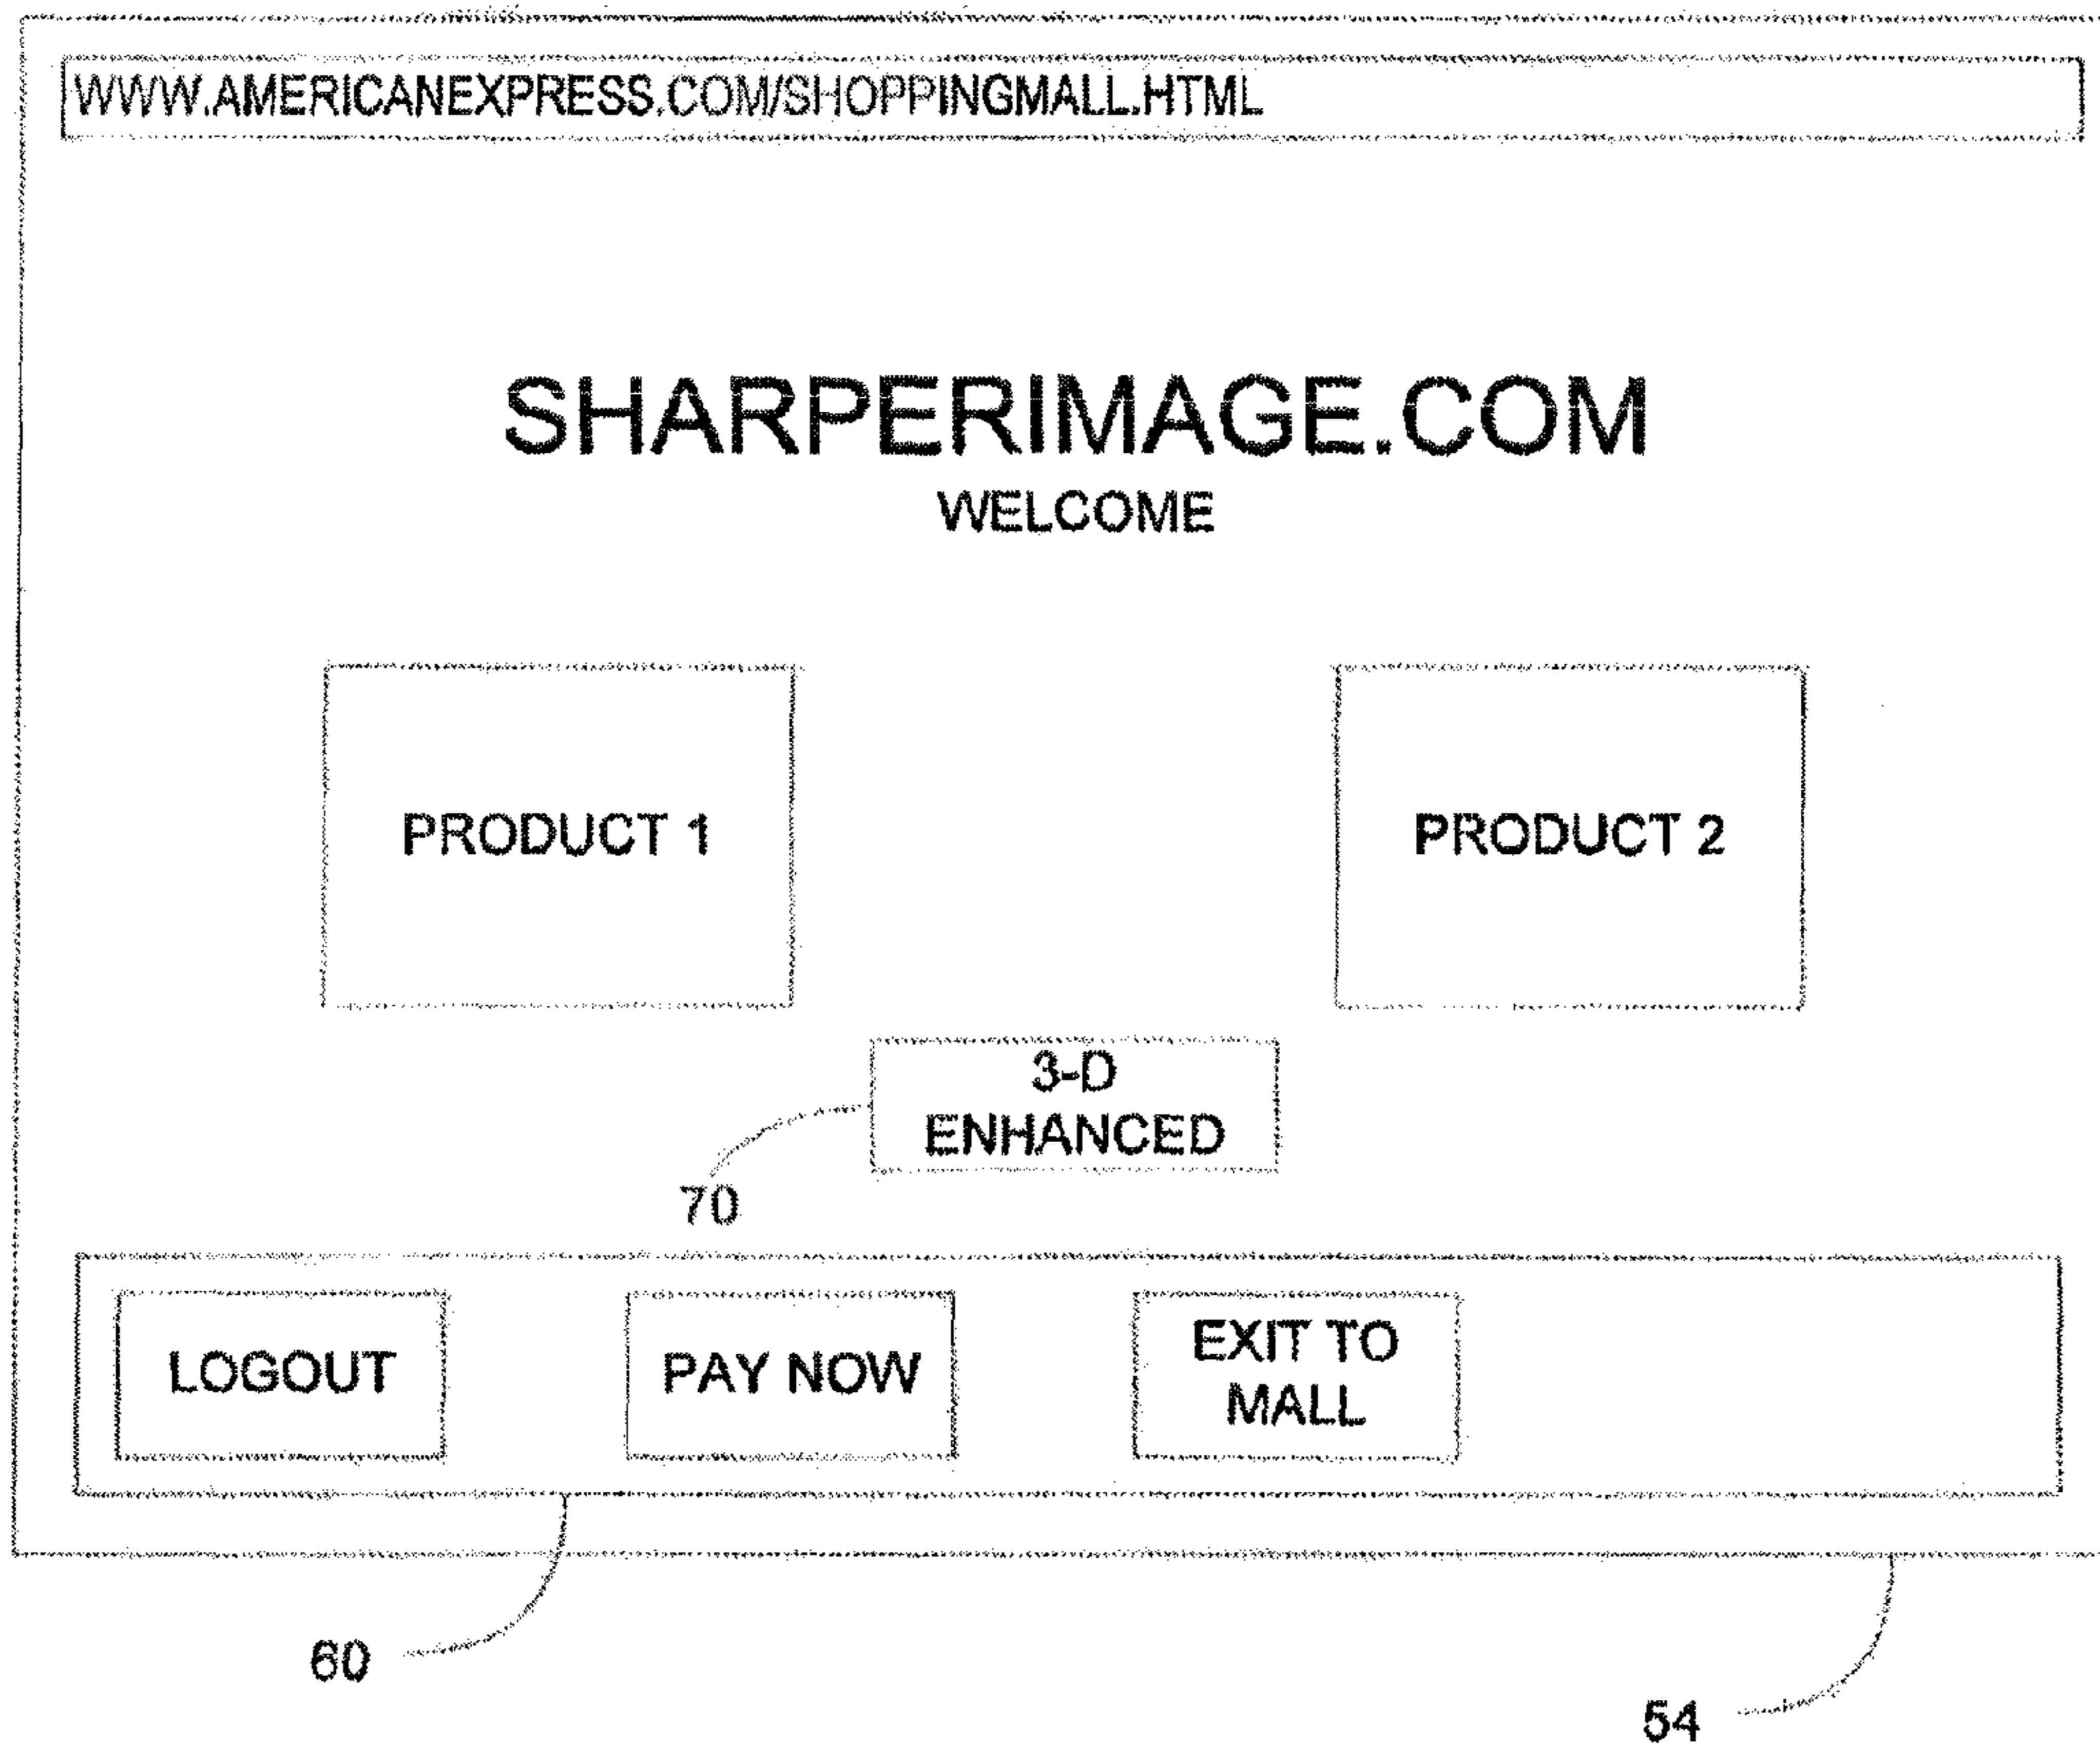 WWW.AMERICANEXPRESS.COM/SHOPPINGMALL.HTML
SHARPERIMAGE.COM
WELCOME
PRODUCT 1
PRODUCT 2
3-D
ENHANCED
70
LOGOUT
PAY NOW
EXIT TO
MALL
60
54